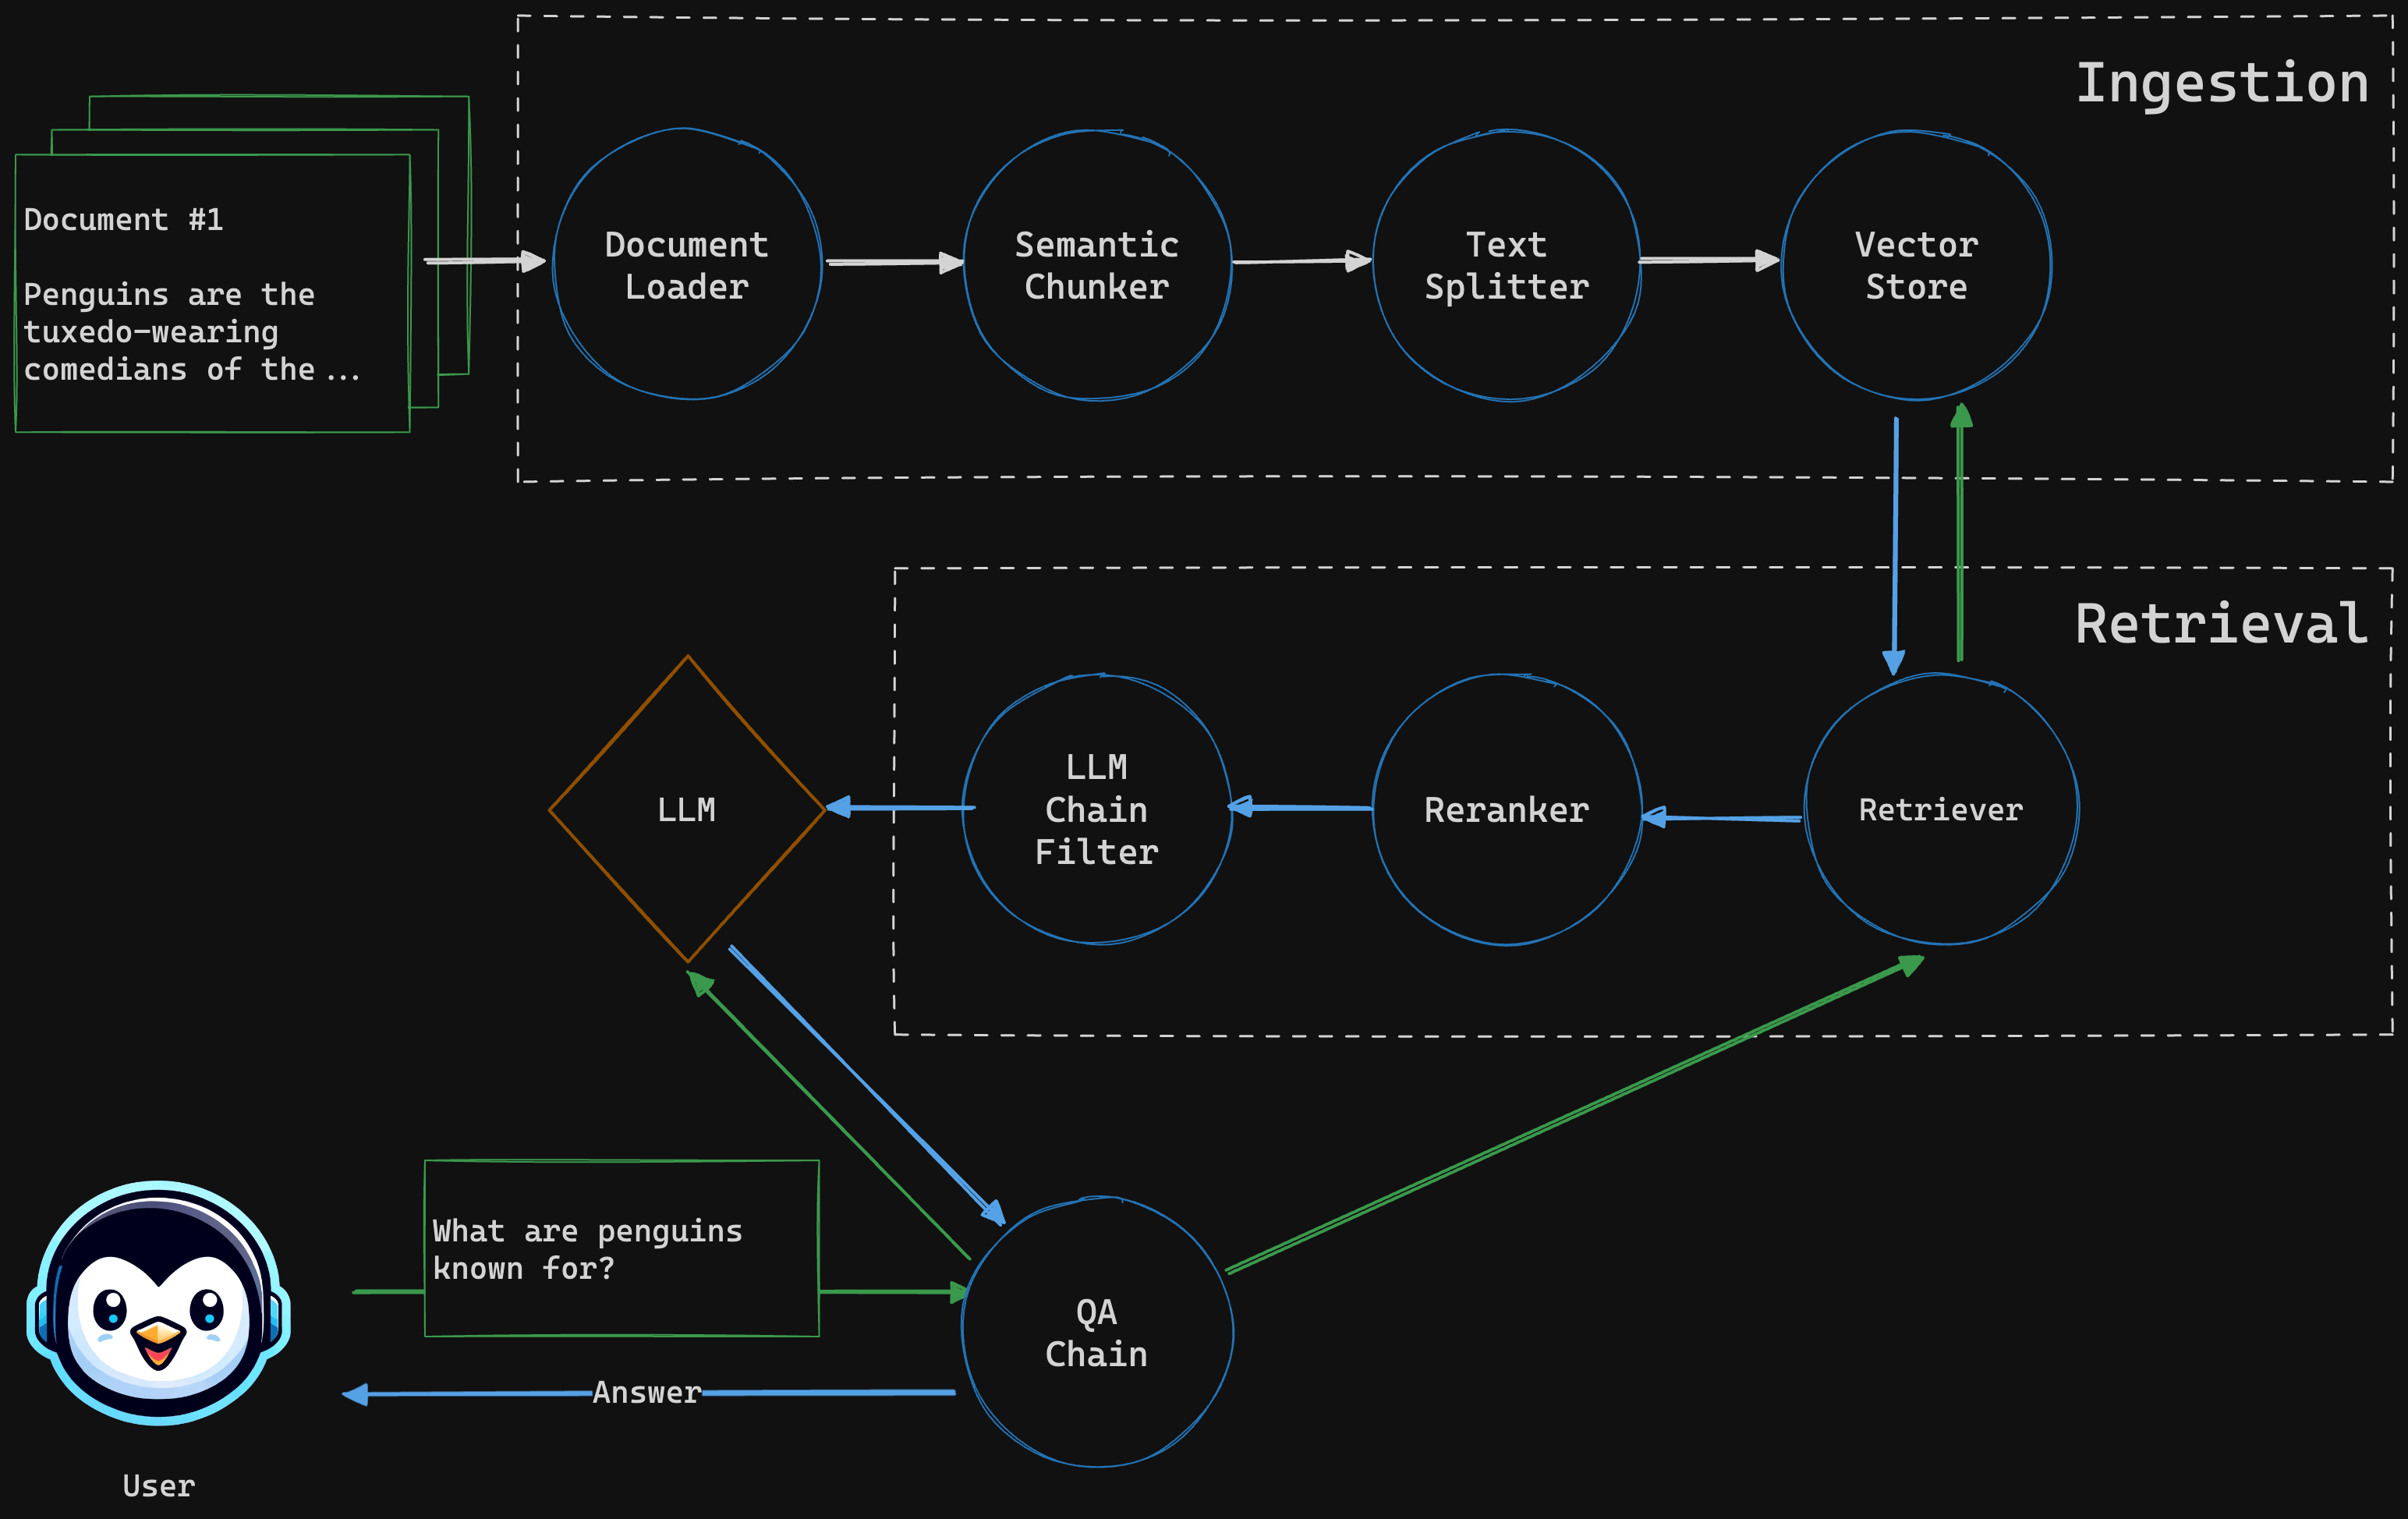 Ingestion
Document #1
Penguins are the
tuxedo-wearing
comedians of the...
Document
Loader
Semantic
Chunker
Text
Splitter
Vector
Store
Retrieval
LLM
LLM
Chain
Filter
Reranker
Retriever
What are penguins
known for?
QA
Chain
Answer
User